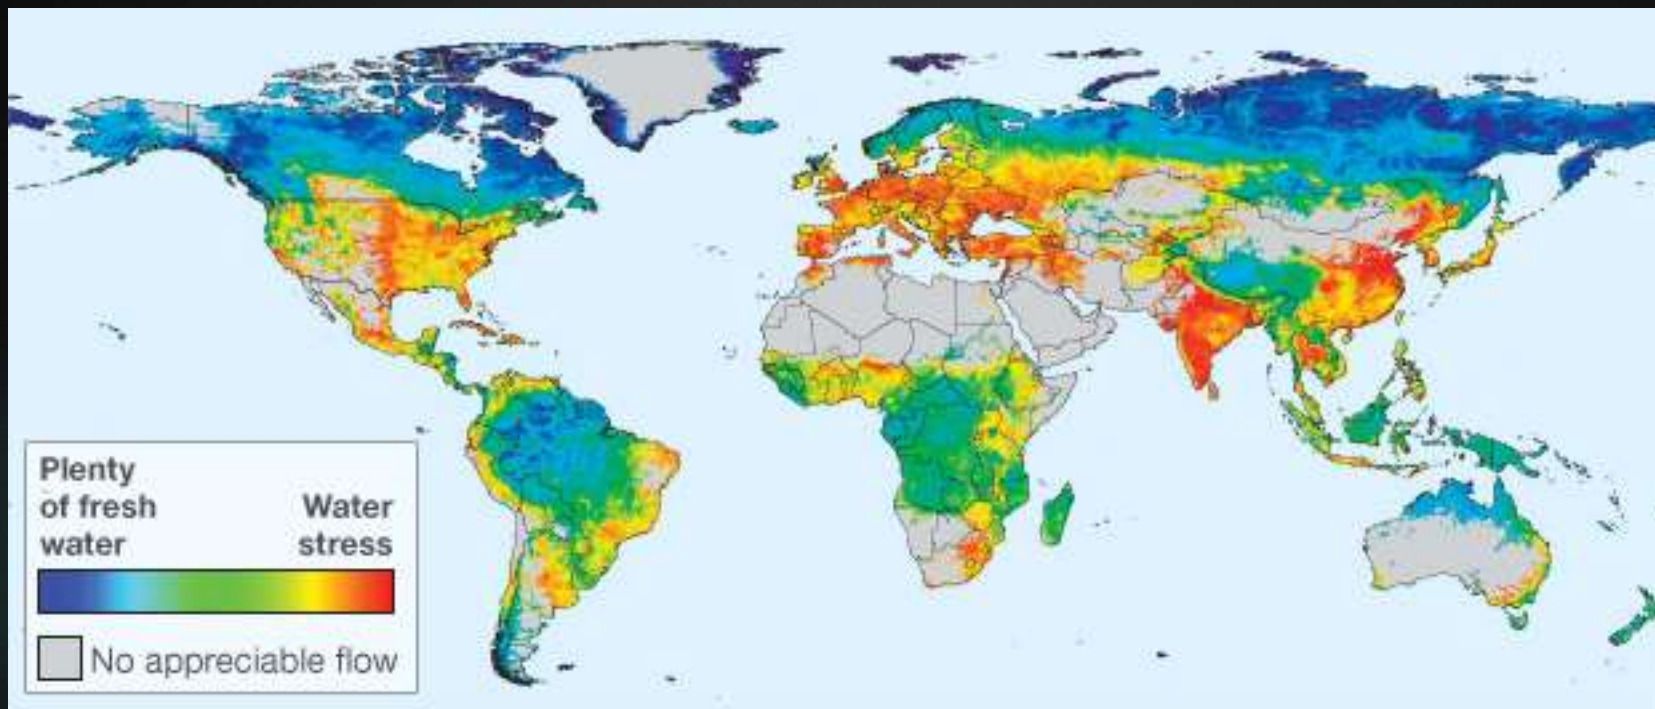 Plenty
of fresh
water
Water
stress
No appreciable flow